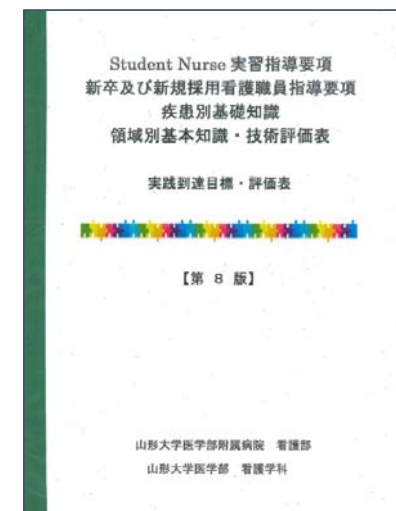 Student Nurse 実習指導要項
新卒及び新規採用看護職員指導要項
疾患別基礎知識
領域別基本知識・技術評価表
実践到達目標・評価表
【第 8 版】
山形大学医学部附属病院 看護部
山形大学医学部 看護学科